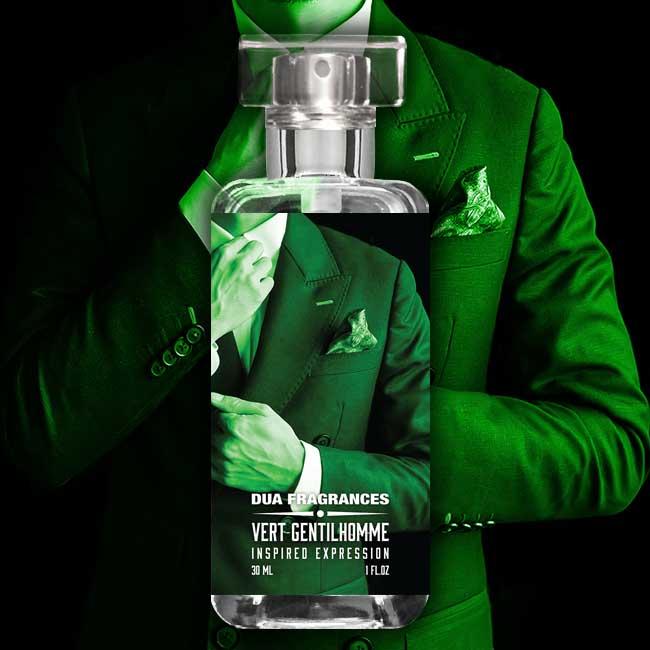 DUA FRAGRANCES
VERT GENTILHOMME
INSPIRED EXPRESSION
30 ML 1 FL.OZ